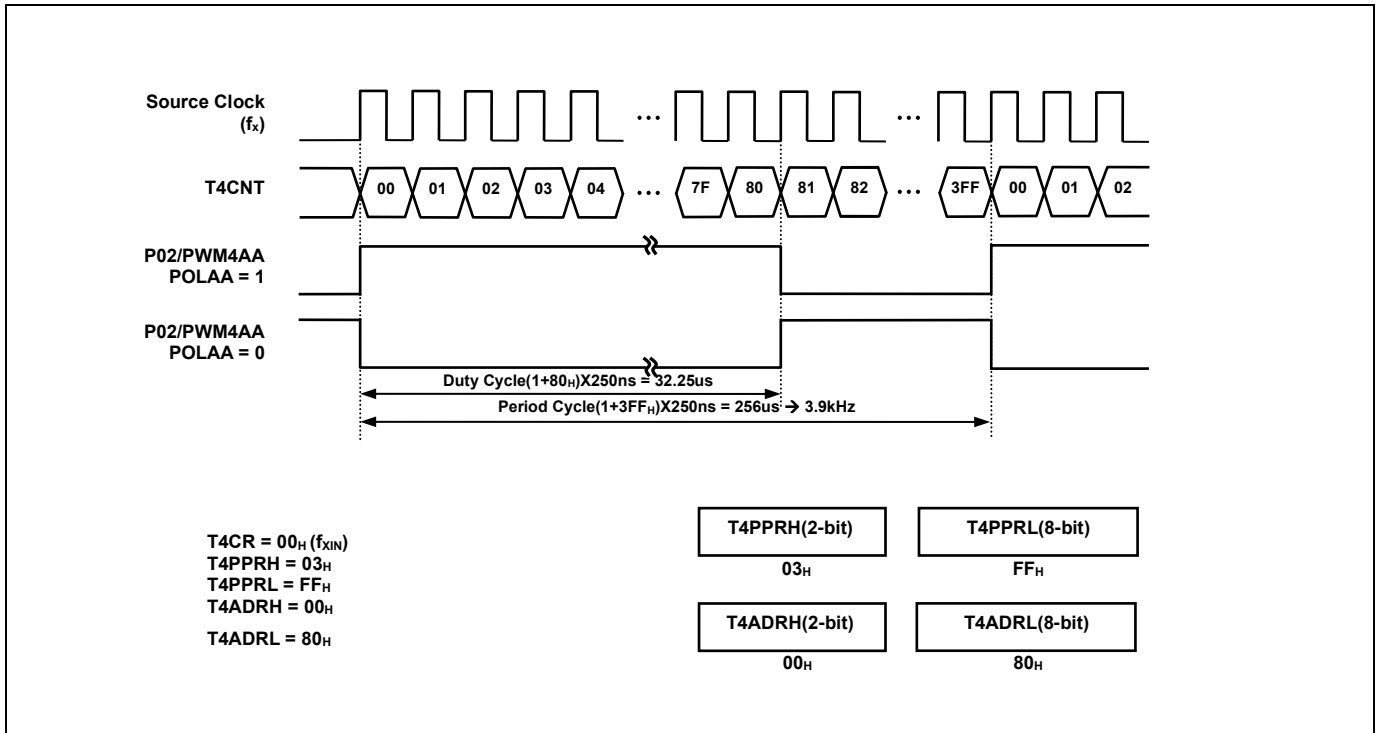 Source Clock
(fx)
T4CNT
00 01 02 03 04 ... 7F 80 81 82 ... 3FF 00 01 02
P02/PWM4AA
POLAA = 1
P02/PWM4AA
POLAA = 0
Duty Cycle(1+80H)X250ns = 32.25us
Period Cycle(1+3FFH)X250ns = 256us → 3.9kHz
T4CR = 00H (fXIN)
T4PPRH = 03H
T4PPRL = FFH
T4ADRH = 00H
T4ADRL = 80H
T4PPRH(2-bit) T4PPRL(8-bit)
03H FFH
T4ADRH(2-bit) T4ADRL(8-bit)
00H 80H